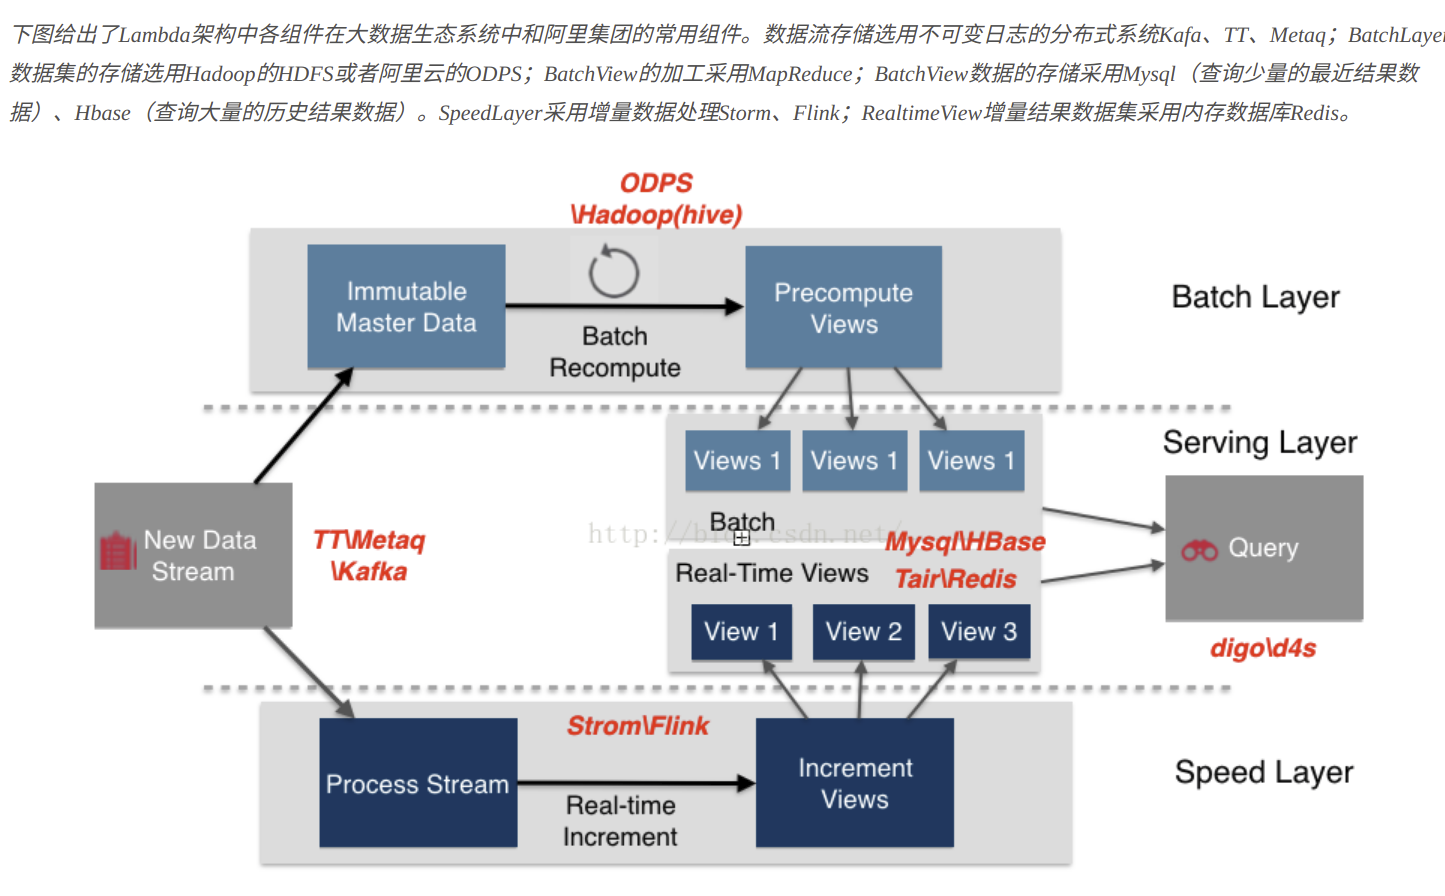 下图给出了Lambda架构中各组件在大数据生态系统中和阿里集团的常用组件。数据流存储选用不可变日志的分布式系统Kafa、TT、Metaq；BatchLayer
数据集的存储选用Hadoop的HDFS或者阿里云的ODPS；BatchView的加工采用MapReduce；BatchView数据的存储采用Mysql（查询少量的最近结果数
据）、Hbase（查询大量的历史结果数据）。SpeedLayer采用增量数据处理Storm、Flink；RealtimeView增量结果数据集采用内存数据库Redis。
ODPS
\Hadoop(hive)
Immutable
Master Data
Batch
Recompute
Precompute
Views
Batch Layer
Views 1
Views 1
Views 1
Serving Layer
New Data
Stream
TT\Metaq
\Kafka
Batch
http://blog.csdn.net/
Mysql\HBase
Real-Time Views
Tair\Redis
Query
View 1
View 2
View 3
digo\d4s
Strom\Flink
Process Stream
Real-time
Increment
Increment
Views
Speed Layer